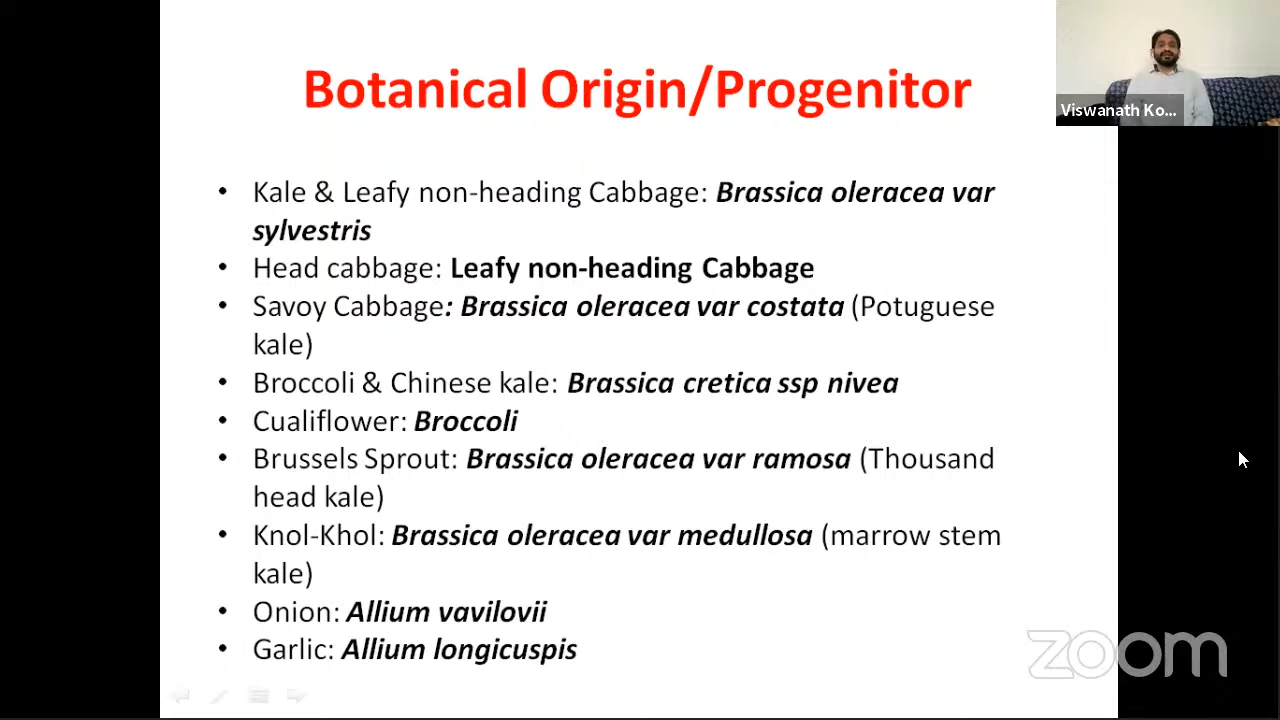 Botanical Origin/Progenitor
Viswanath Ko...
• Kale & Leafy non-heading Cabbage: Brassica oleracea var
sylvestris
• Head cabbage: Leafy non-heading Cabbage
• Savoy Cabbage: Brassica oleracea var costata (Potuguese
kale)
• Broccoli & Chinese kale: Brassica cretica ssp nivea
• Cualiflower: Broccoli
• Brussels Sprout: Brassica oleracea var ramosa (Thousand
head kale)
• Knol-Khol: Brassica oleracea var medullosa (marrow stem
kale)
• Onion: Allium vavilovii
• Garlic: Allium longicuspis
zoom